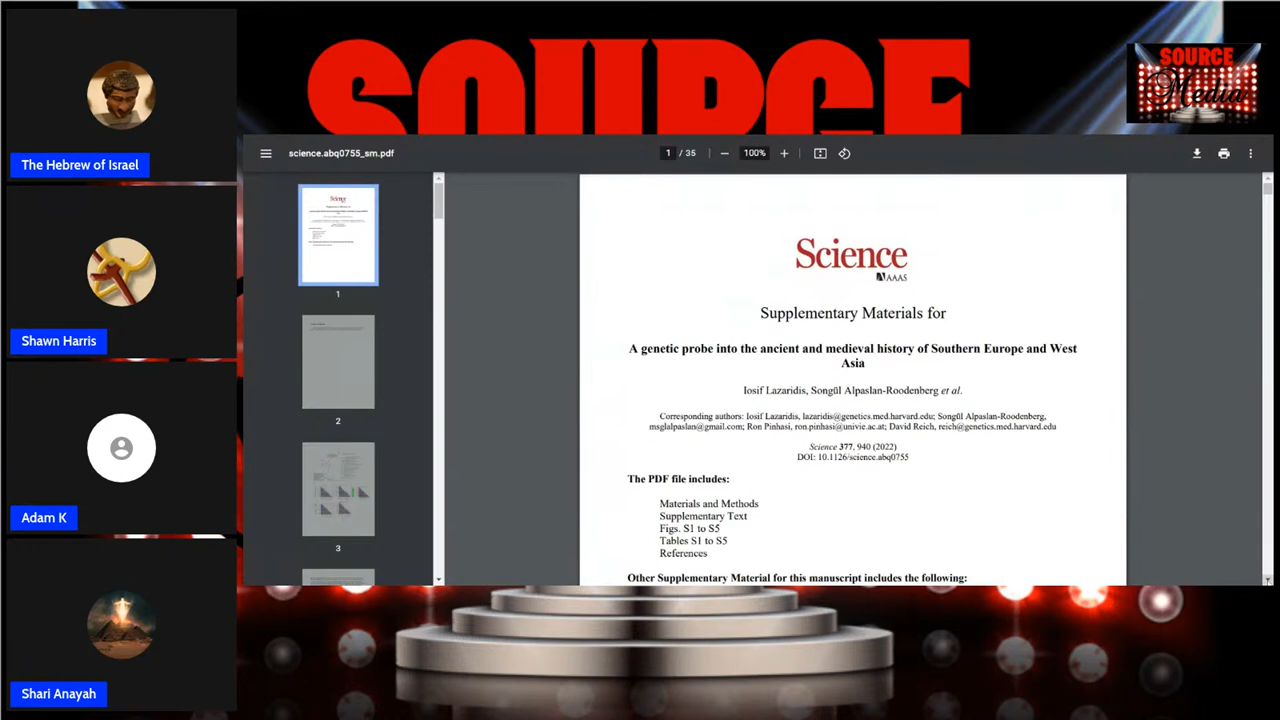 SOURCE
SOURCE
Media
The Hebrew of Israel
Shawn Harris
Adam K
Shari Anayah
science.abq0755_sm.pdf
1 / 35
100%
1
2
3
Science
AAAS
Supplementary Materials for
A genetic probe into the ancient and medieval history of Southern Europe and West
Asia
Iosif Lazaridis, Songül Alpaslan-Roodenberg et al.
Corresponding authors: Iosif Lazaridis, lazaridis@genetics.med.harvard.edu; Songül Alpaslan-Roodenberg,
msglalpaslan@gmail.com; Ron Pinhasi, ron.pinhasi@univie.ac.at; David Reich, reich@genetics.med.harvard.edu
Science 377, 940 (2022)
DOI: 10.1126/science.abq0755
The PDF file includes:
Materials and Methods
Supplementary Text
Figs. S1 to S5
Tables S1 to S5
References
Other Supplementary Material for this manuscript includes the following: